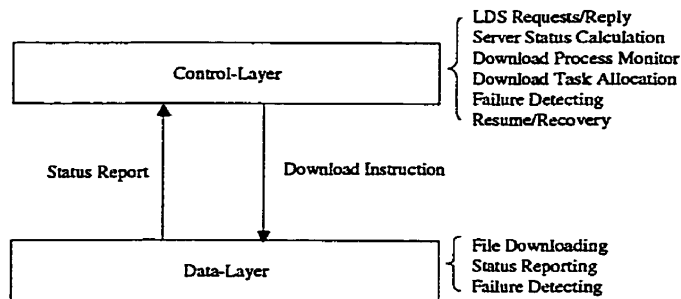 LDS Requests/Reply
Server Status Calculation
Download Process Monitor
Download Task Allocation
Failure Detecting
Resume/Recovery
Control-Layer
Status Report
Download Instruction
File Downloading
Status Reporting
Failure Detecting
Data-Layer